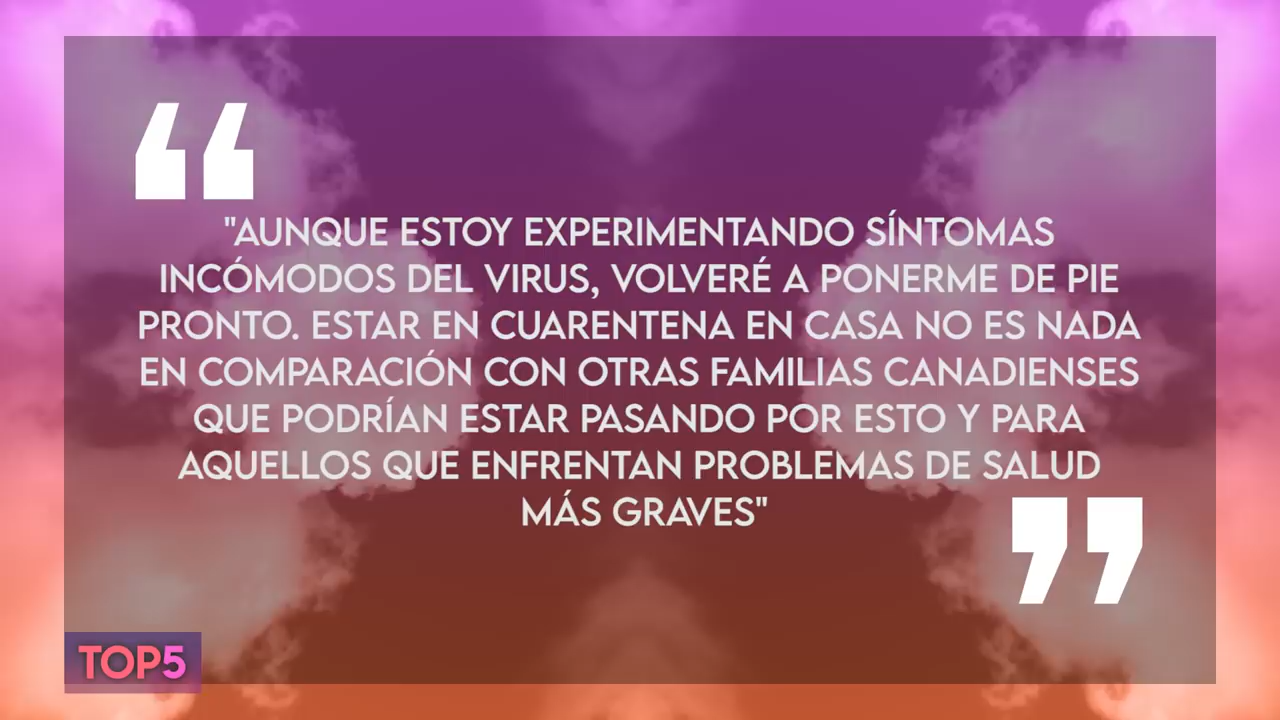 "AUNQUE ESTOY EXPERIMENTANDO SÍNTOMAS
INCÓMODOS DEL VIRUS, VOLVERÉ A PONERME DE PIE
PRONTO. ESTAR EN CUARENTENA EN CASA NO ES NADA
EN COMPARACIÓN CON OTRAS FAMILIAS CANADIENSES
QUE PODRÍAN ESTAR PASANDO POR ESTO Y PARA
AQUELLOS QUE ENFRENTAN PROBLEMAS DE SALUD
MÁS GRAVES"
TOP5